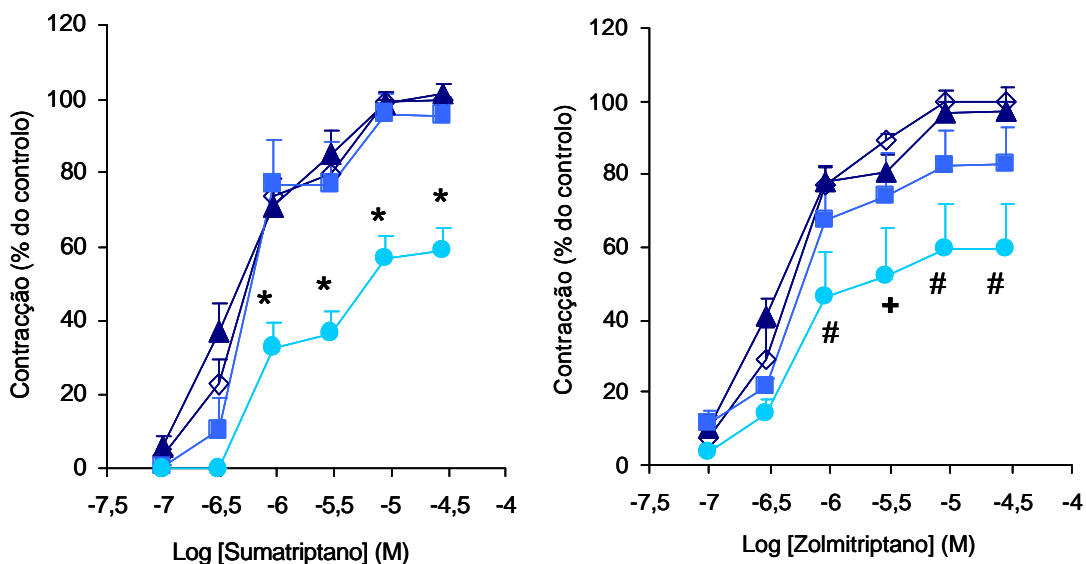 Contracção (% do controlo)
120
100
80
60
40
20
0
-7,5 -7 -6,5 -6 -5,5 -5 -4,5 -4
Log [Sumatriptano] (M)
* * * *
Contracção (% do controlo)
120
100
80
60
40
20
0
-7,5 -7 -6,5 -6 -5,5 -5 -4,5 -4
Log [Zolmitriptano] (M)
# + # #